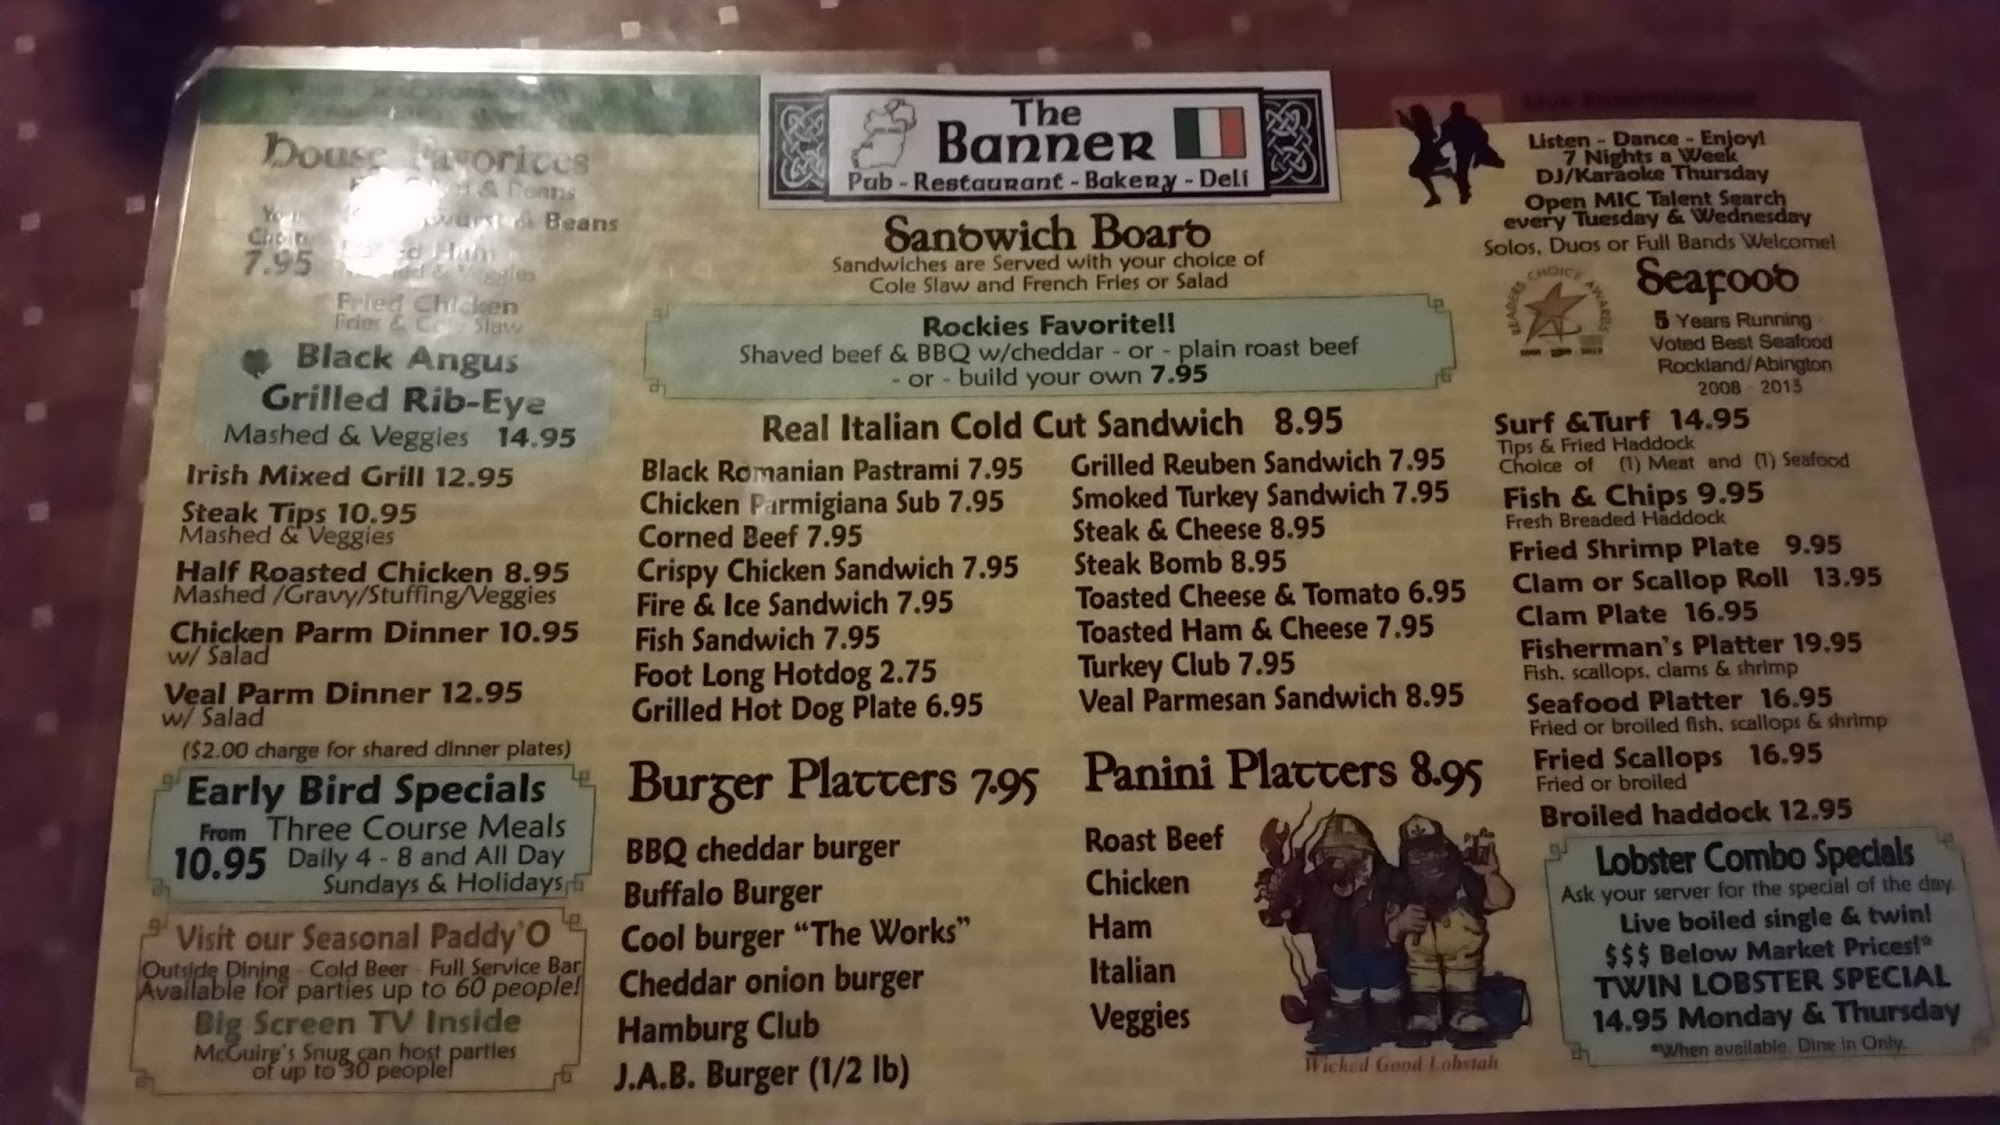 House Favorites
& Beans
& Beans
Your
Choice
7.95
Ham
& Veggies
Fried Chicken
Fries & Cole Slaw
Black Angus
Grilled Rib-Eye
Mashed & Veggies 14.95
Irish Mixed Grill 12.95
Steak Tips 10.95
Mashed & Veggies
Half Roasted Chicken 8.95
Mashed /Gravy/Stuffing/Veggies
Chicken Parm Dinner 10.95
w/ Salad
Veal Parm Dinner 12.95
w/ Salad
($2.00 charge for shared dinner plates)
Early Bird Specials
From Three Course Meals
10.95 Daily 4 - 8 and All Day
Sundays & Holidays
Visit our Seasonal Paddy'O
Outside Dining - Cold Beer - Full Service Bar
Available for parties up to 60 people!
Big Screen TV Inside
McGuire's Snug can host parties
of up to 30 people!
The
Banner
Pub - Restaurant - Bakery - Deli
Sandwich Board
Sandwiches are Served with your choice of
Cole Slaw and French Fries or Salad
Rockies Favorite!!
Shaved beef & BBQ w/cheddar - or - plain roast beef
- or - build your own 7.95
Real Italian Cold Cut Sandwich 8.95
Black Romanian Pastrami 7.95
Chicken Parmigiana Sub 7.95
Corned Beef 7.95
Crispy Chicken Sandwich 7.95
Fire & Ice Sandwich 7.95
Fish Sandwich 7.95
Foot Long Hotdog 2.75
Grilled Hot Dog Plate 6.95
Grilled Reuben Sandwich 7.95
Smoked Turkey Sandwich 7.95
Steak & Cheese 8.95
Steak Bomb 8.95
Toasted Cheese & Tomato 6.95
Toasted Ham & Cheese 7.95
Turkey Club 7.95
Veal Parmesan Sandwich 8.95
Burger Platters 7.95
BBQ cheddar burger
Buffalo Burger
Cool burger "The Works"
Cheddar onion burger
Hamburg Club
J.A.B. Burger (1/2 lb)
Panini Platters 8.95
Roast Beef
Chicken
Ham
Italian
Veggies
Wicked Good Lobstah
Live Entertainment
Listen - Dance - Enjoy!
7 Nights a Week
DJ/Karaoke Thursday
Open MIC Talent Search
every Tuesday & Wednesday
Solos, Duos or Full Bands Welcome!
READERS CHOICE AWARDS
Seafood
5 Years Running -
Voted Best Seafood
Rockland/Abington
2008 - 2013
Surf &Turf 14.95
Tips & Fried Haddock
Choice of (1) Meat and (1) Seafood
Fish & Chips 9.95
Fresh Breaded Haddock
Fried Shrimp Plate 9.95
Clam or Scallop Roll 13.95
Clam Plate 16.95
Fisherman's Platter 19.95
Fish, scallops, clams & shrimp
Seafood Platter 16.95
Fried or broiled fish, scallops & shrimp
Fried Scallops 16.95
Fried or broiled
Broiled haddock 12.95
Lobster Combo Specials
Ask your server for the special of the day.
Live boiled single & twin!
$$$ Below Market Prices!*
TWIN LOBSTER SPECIAL
14.95 Monday & Thursday
*When available. Dine in Only.